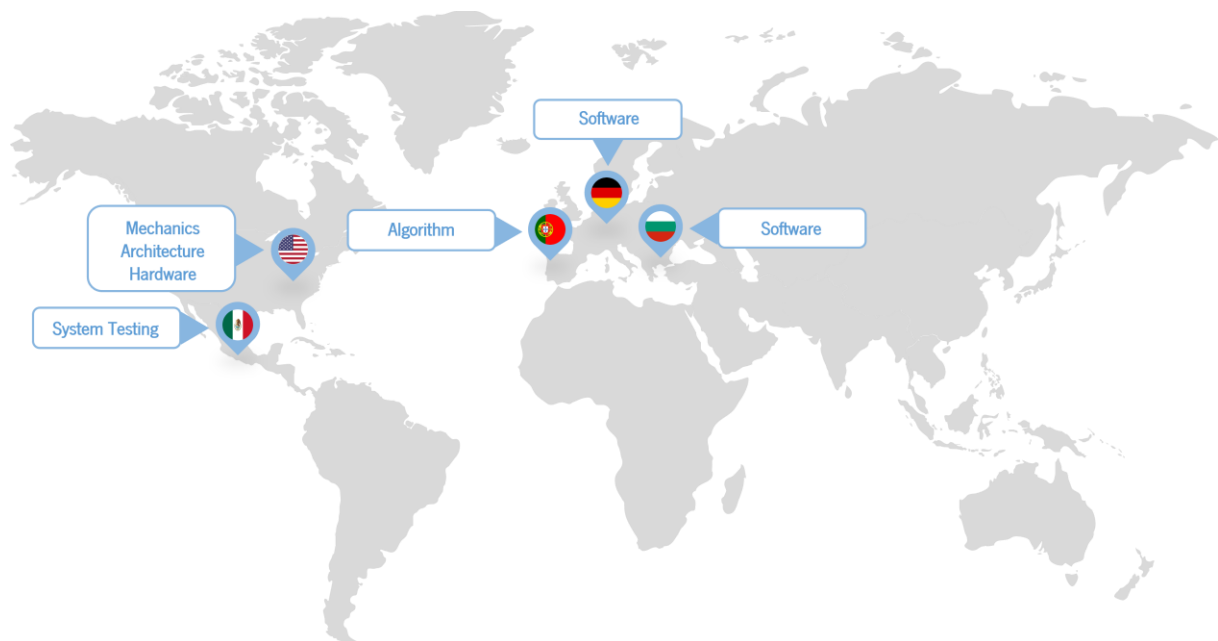 Software
Mechanics
Architecture
Hardware
Algorithm
Software
System Testing